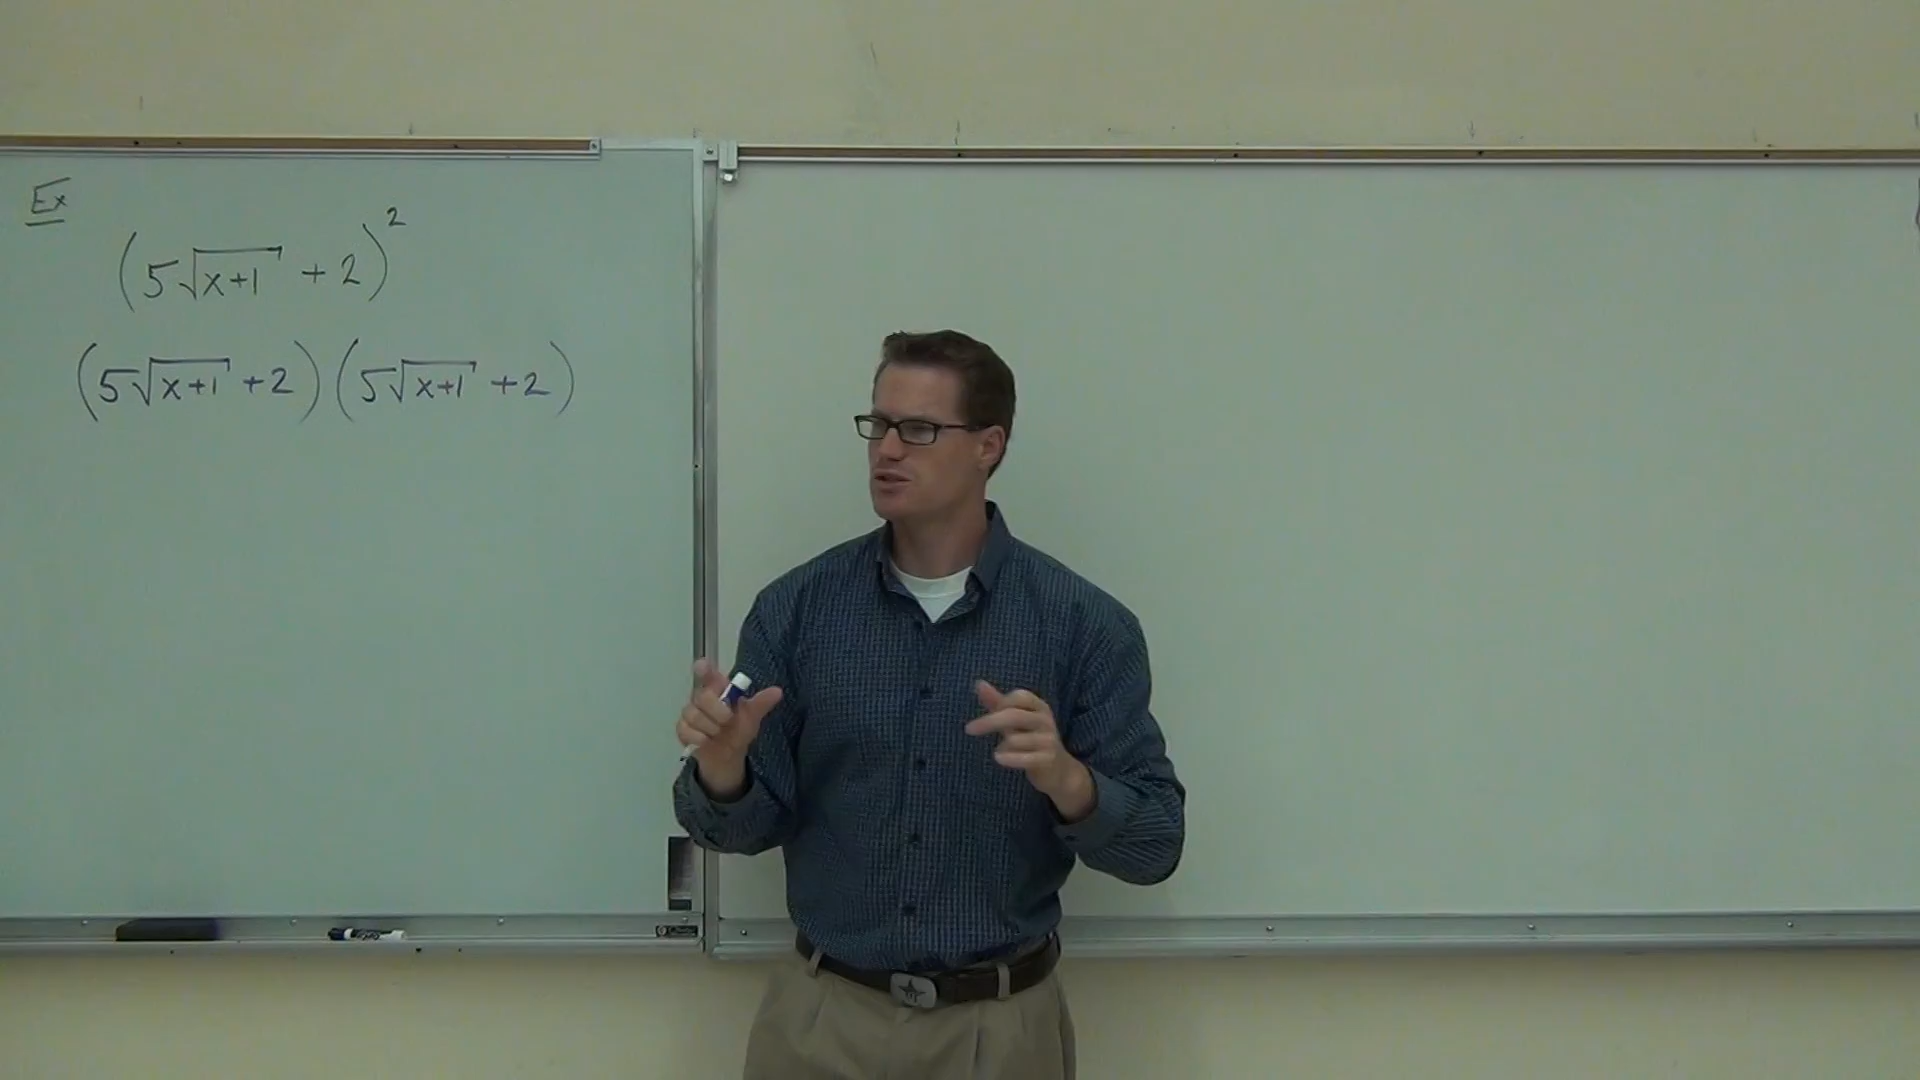 Ex
(5√(x+1) + 2)²
(5√(x+1) + 2)(5√(x+1) + 2)